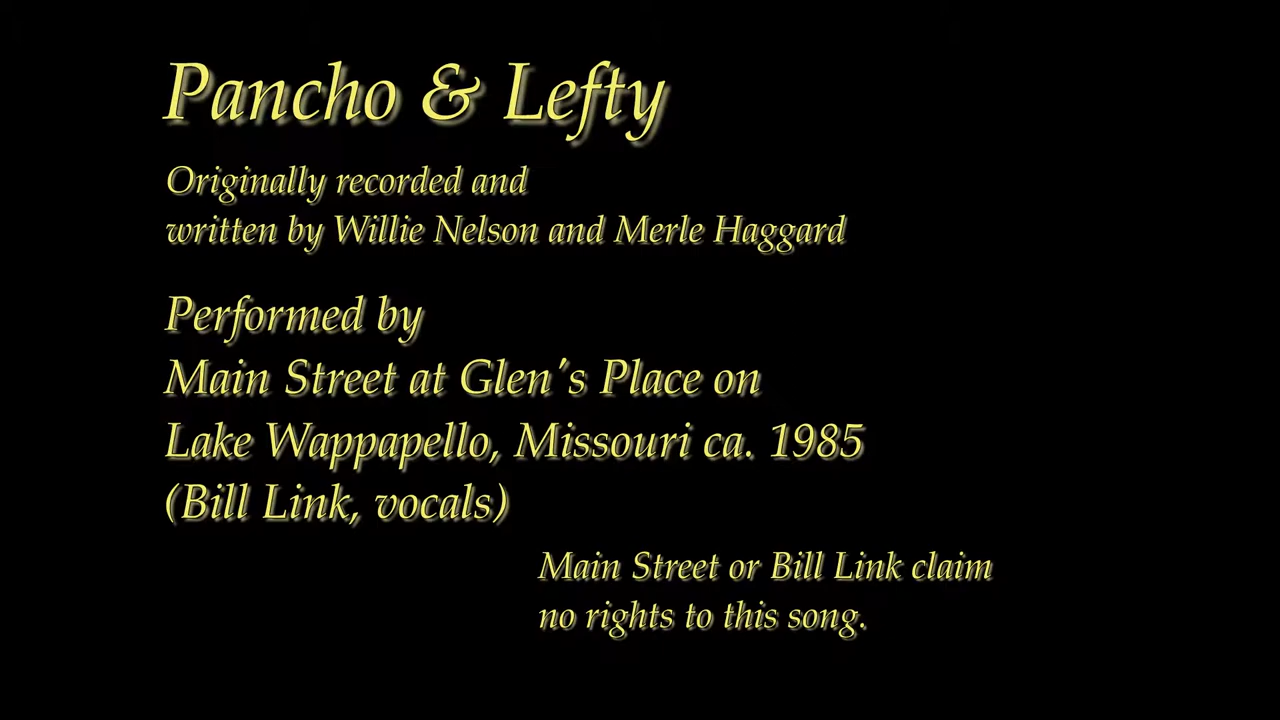 Pancho & Lefty
Originally recorded and
written by Willie Nelson and Merle Haggard
Performed by
Main Street at Glen's Place on
Lake Wappapello, Missouri ca. 1985
(Bill Link, vocals)
Main Street or Bill Link claim
no rights to this song.